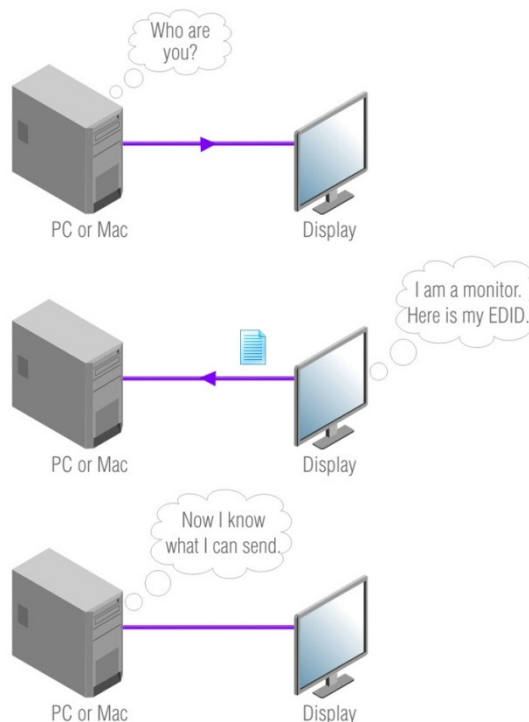 Who are
you?
PC or Mac
Display
I am a monitor.
Here is my EDID.
PC or Mac
Display
Now I know
what I can send.
PC or Mac
Display